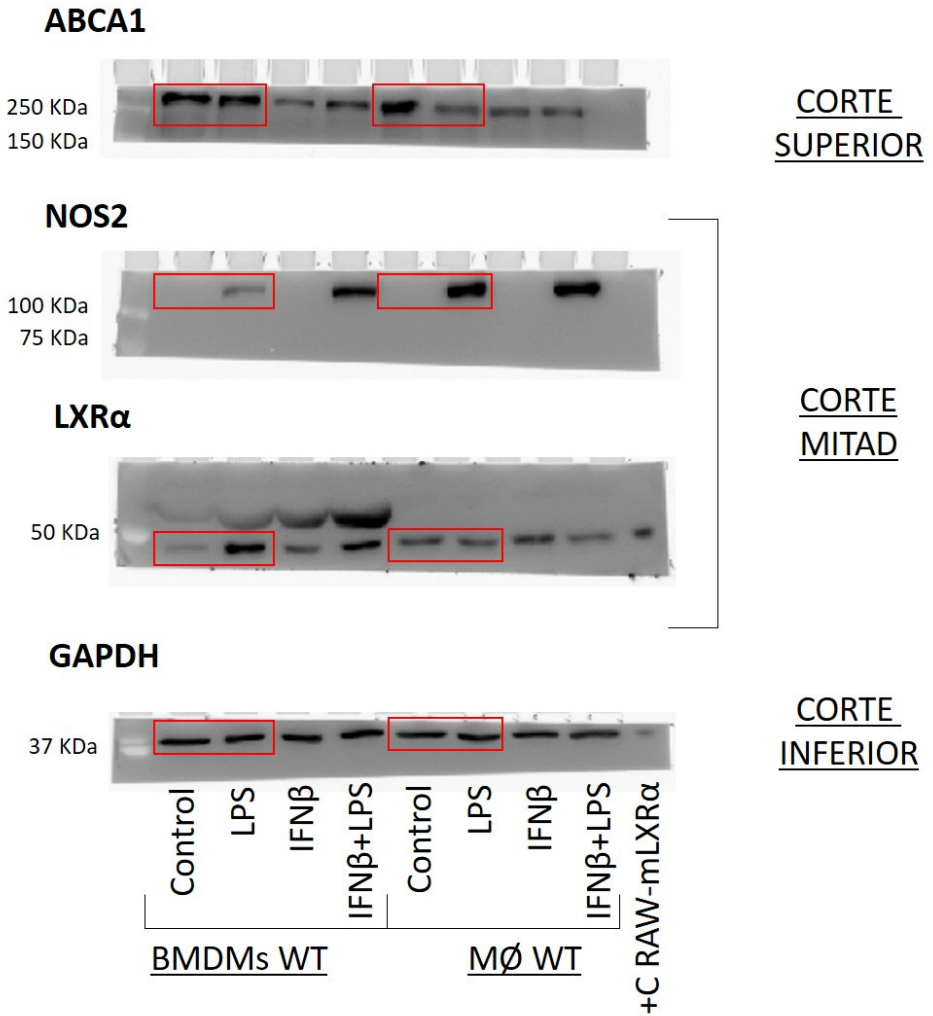 ABCA1
250 KDa
150 KDa
CORTE
SUPERIOR
NOS2
100 KDa
75 KDa
LXRα
50 KDa
CORTE
MITAD
GAPDH
37 KDa
CORTE
INFERIOR
Control
LPS
IFNβ
IFNβ+LPS
Control
LPS
IFNβ
IFNβ+LPS
+C RAW-mLXRα
BMDMs WT
MØ WT